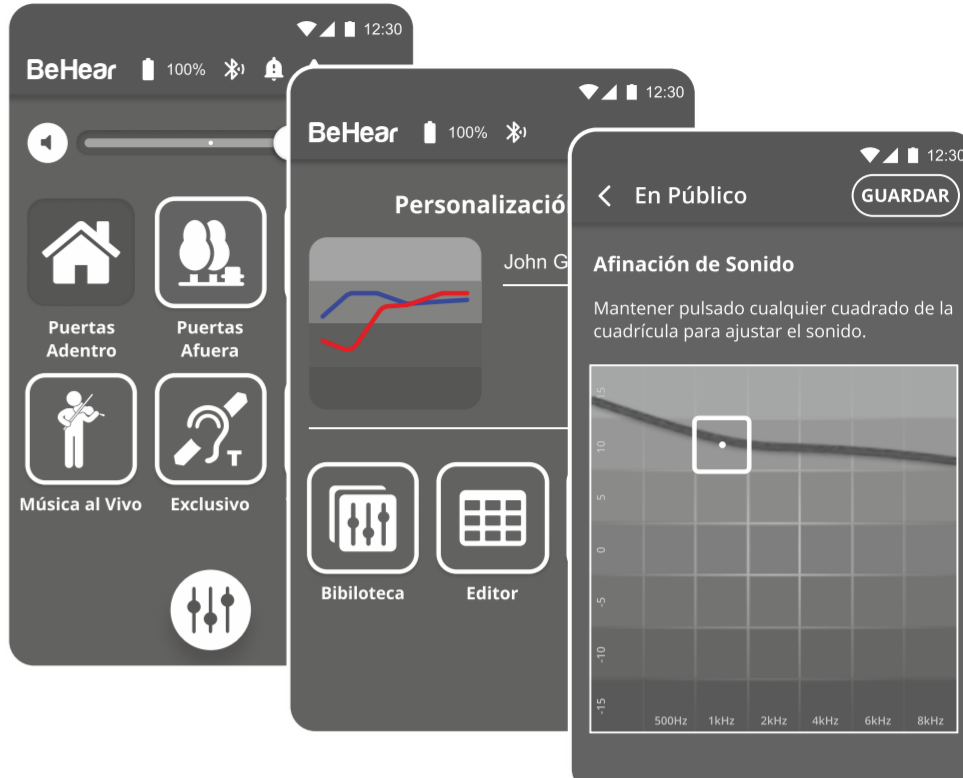 12:30
BeHear 100%
Puertas
Adentro
Puertas
Afuera
Música al Vivo
Exclusivo
T
12:30
BeHear 100%
Personalizació
John G
Bibiloteca
Editor
12:30
En Público
GUARDAR
Afinación de Sonido
Mantener pulsado cualquier cuadrado de la
cuadrícula para ajustar el sonido.
15
10
5
0
-5
-10
-15
500Hz 1kHz 2kHz 4kHz 6kHz 8kHz